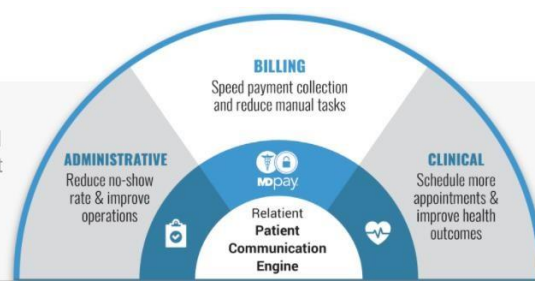 BILLING
Speed payment collection
and reduce manual tasks
ADMINISTRATIVE
Reduce no-show
rate & improve
operations
MDpay
CLINICAL
Schedule more
appointments &
improve health
outcomes
Relatient
Patient
Communication
Engine